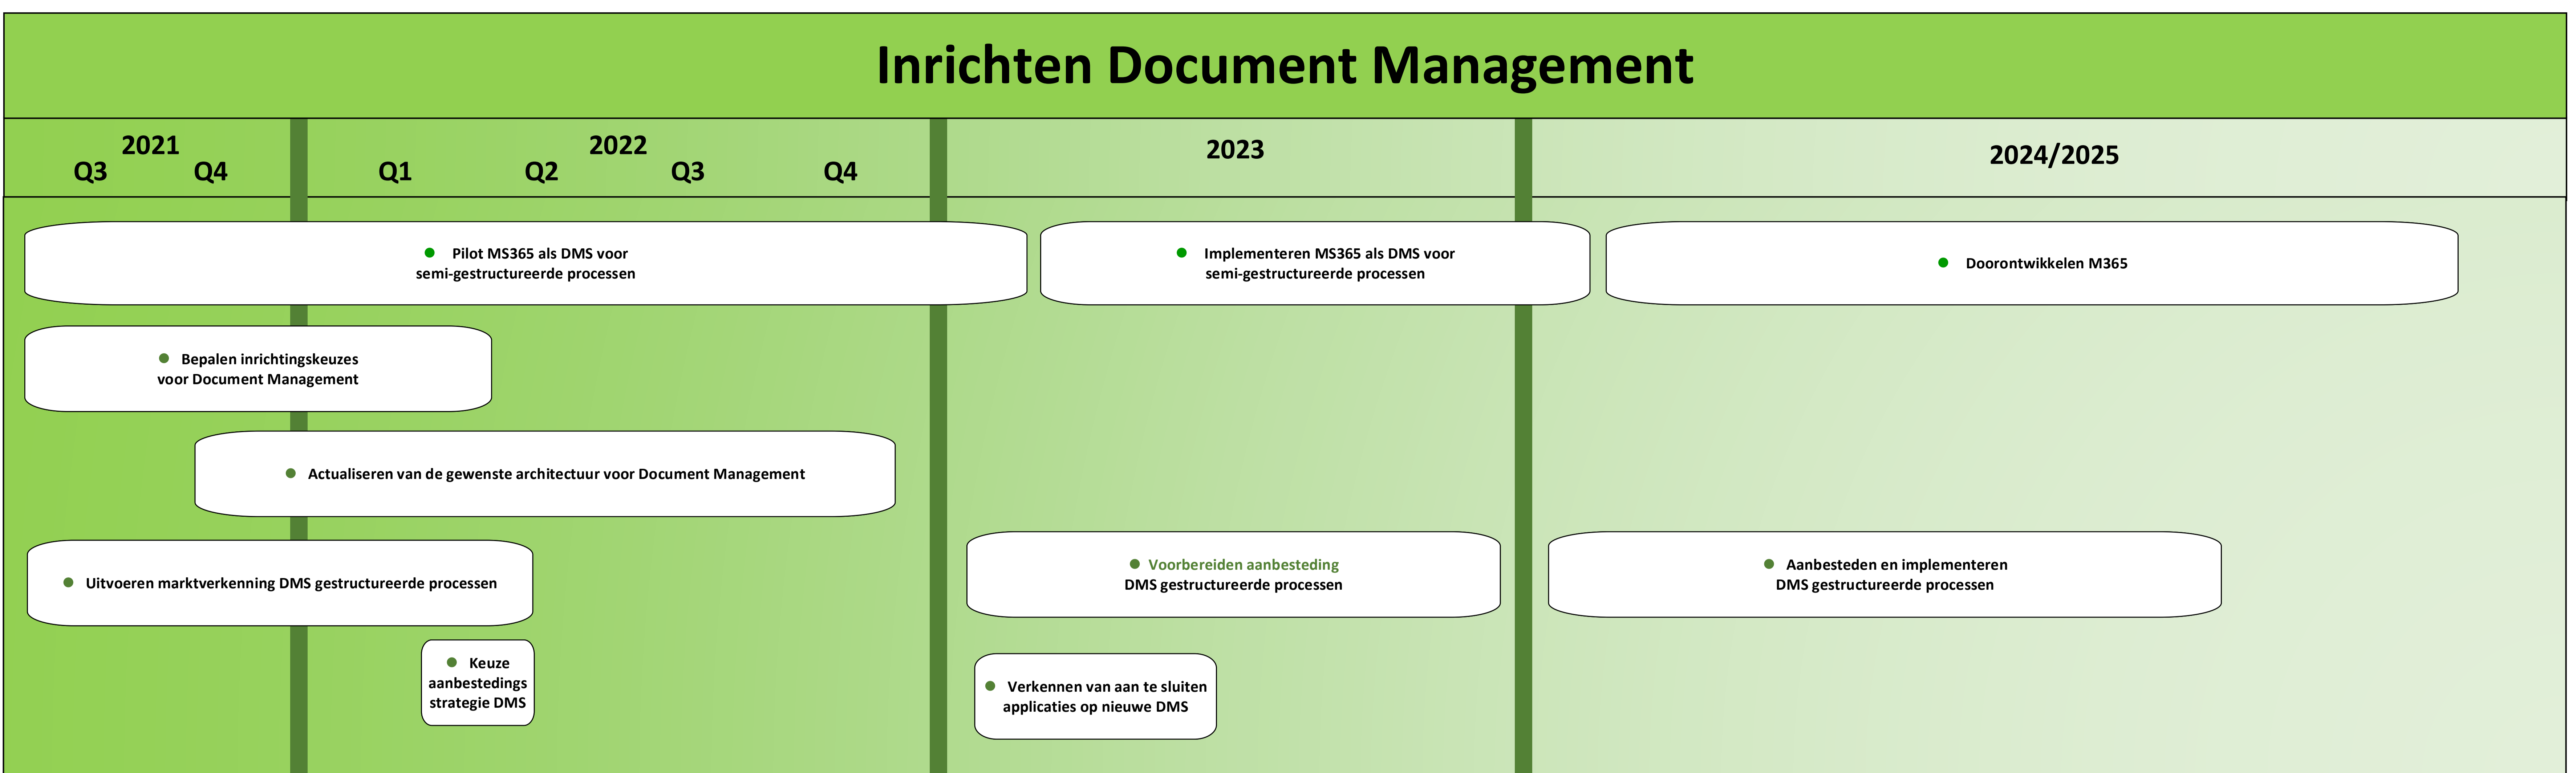 Inrichten Document Management
2021
2022
2023
2024/2025
Q3
Q4
Q1
Q2
Q3
Q4
Pilot MS365 als DMS voor
semi-gestructureerde processen
Implementeren MS365 als DMS voor
semi-gestructureerde processen
Doorontwikkelen M365
Bepalen inrichtingskeuzes
voor Document Management
Actualiseren van de gewenste architectuur voor Document Management
Uitvoeren marktverkenning DMS gestructureerde processen
Voorbereiden aanbesteding
DMS gestructureerde processen
Aanbesteden en implementeren
DMS gestructureerde processen
Keuze
aanbestedings
strategie DMS
Verkennen van aan te sluiten
applicaties op nieuwe DMS